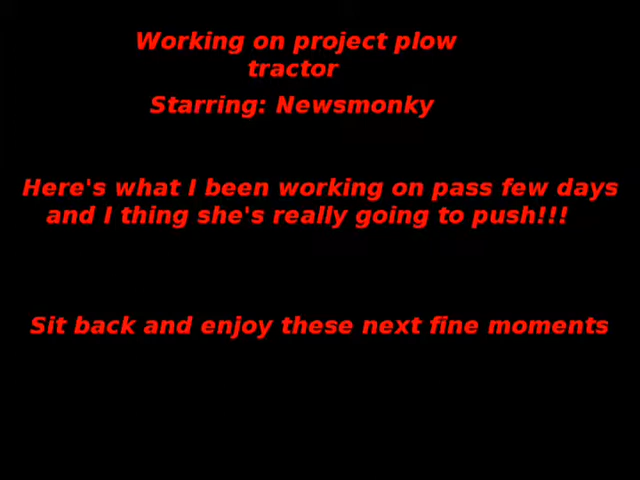 Working on project plow
tractor
Starring: Newsmonky
Here's what I been working on pass few days
and I thing she's really going to push!!!
Sit back and enjoy these next fine moments